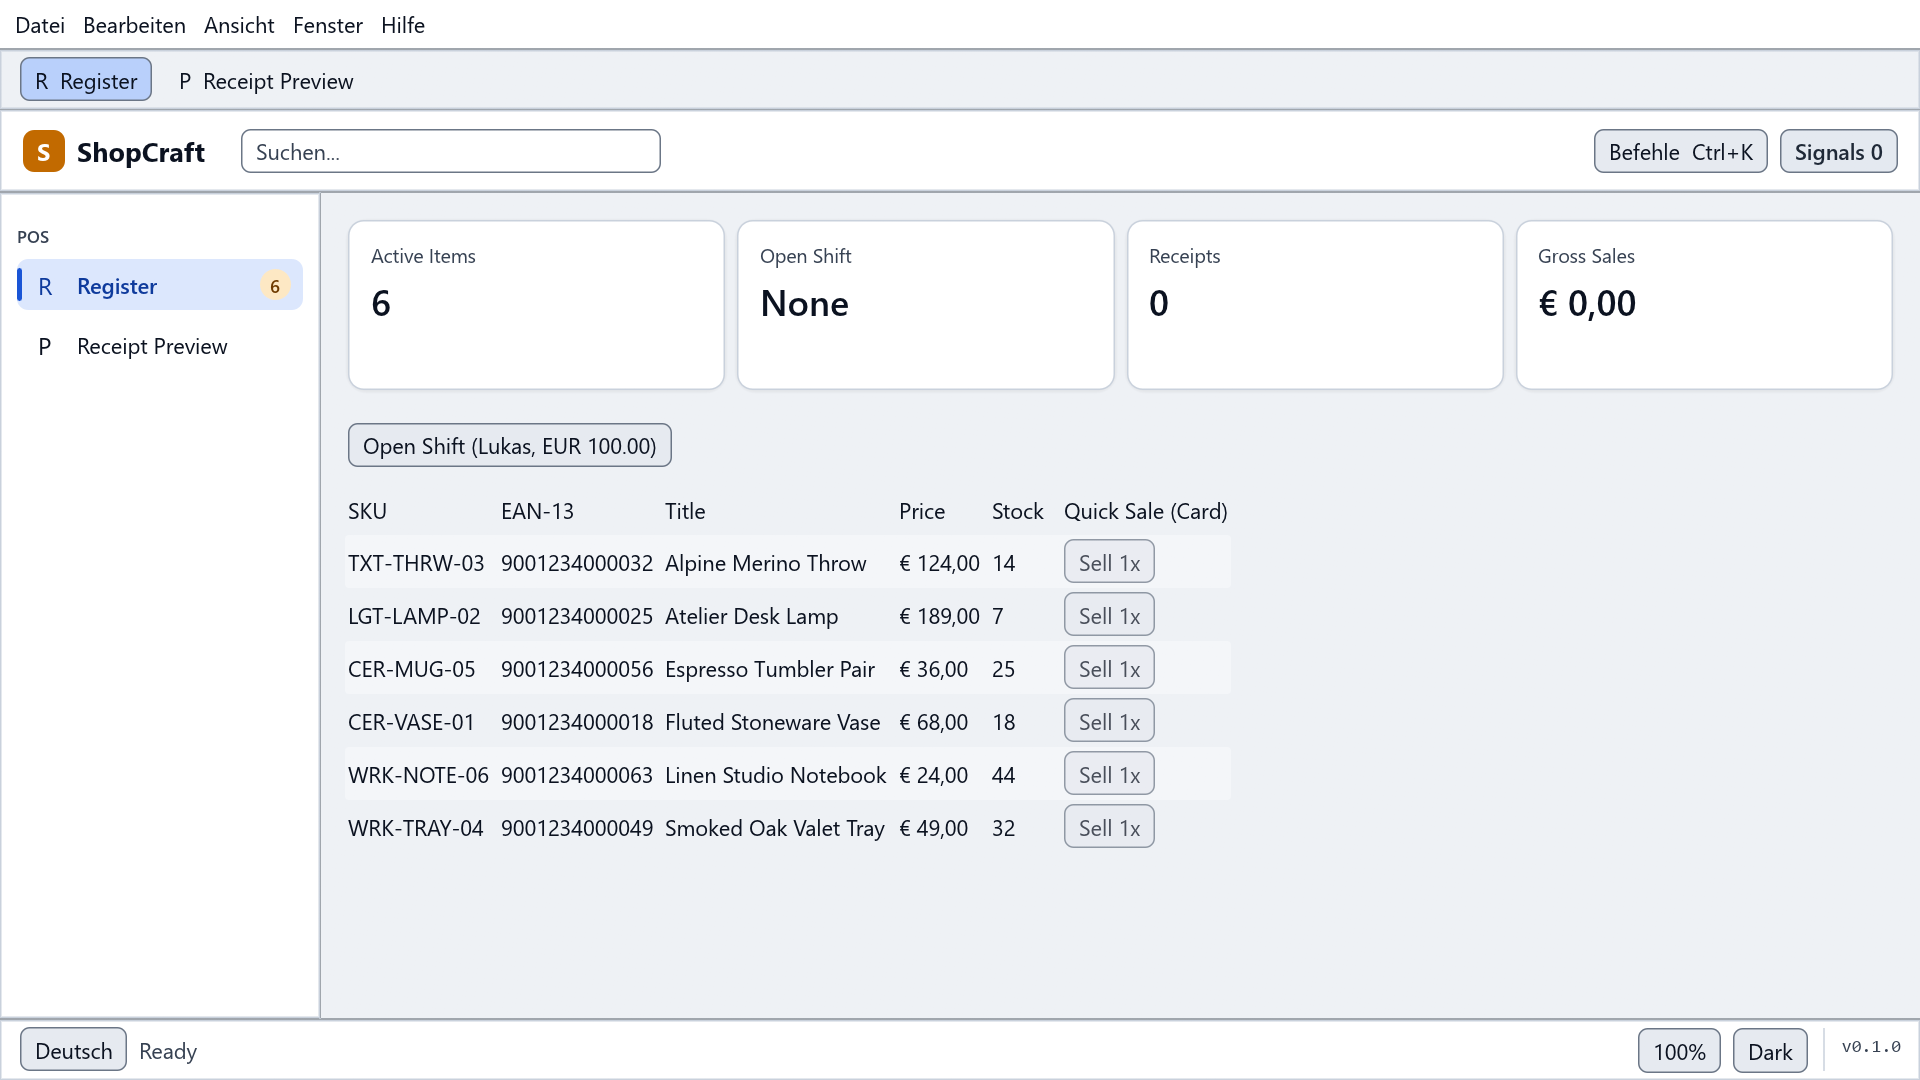 Datei Bearbeiten Ansicht Fenster Hilfe
R Register P Receipt Preview
S ShopCraft Suchen... Befehle Ctrl+K Signals 0
POS
R Register 6
P Receipt Preview
Active Items Open Shift Receipts Gross Sales
6 None 0 € 0,00
Open Shift (Lukas, EUR 100.00)
SKU EAN-13 Title Price Stock Quick Sale (Card)
TXT-THRW-03 9001234000032 Alpine Merino Throw € 124,00 14 Sell 1x
LGT-LAMP-02 9001234000025 Atelier Desk Lamp € 189,00 7 Sell 1x
CER-MUG-05 9001234000056 Espresso Tumbler Pair € 36,00 25 Sell 1x
CER-VASE-01 9001234000018 Fluted Stoneware Vase € 68,00 18 Sell 1x
WRK-NOTE-06 9001234000063 Linen Studio Notebook € 24,00 44 Sell 1x
WRK-TRAY-04 9001234000049 Smoked Oak Valet Tray € 49,00 32 Sell 1x
Deutsch Ready 100% Dark v0.1.0